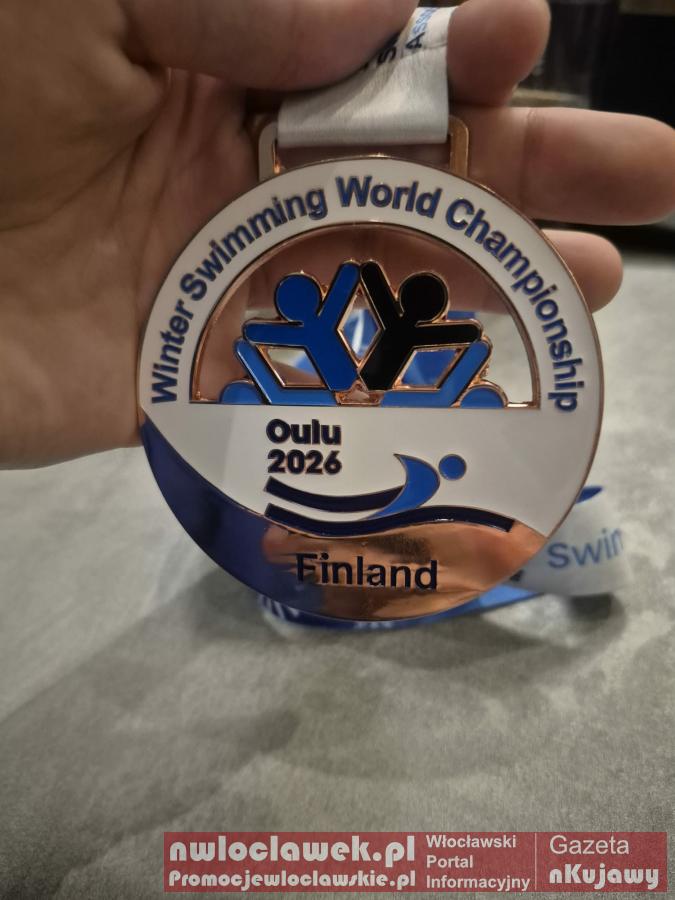 Winter Swimming World Championship
Oulu
2026
Finland
Swim
nwloclawek.pl
Promocjewloclawskie.pl
Włocławski
Portal
Informacyjny
Gazeta
nKujawy